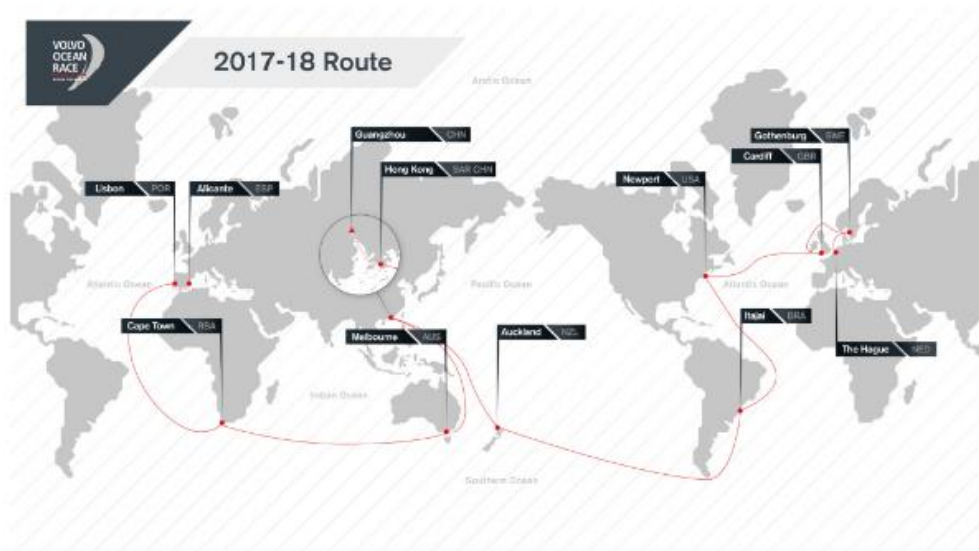 VOLVO
OCEAN
RACE
2017-18 Route
Arctic Ocean
Guangzhou CHN
Gothenburg SWE
Cardiff GBR
Hong Kong SAR CHN
Newport USA
Lisbon POR
Alicante ESP
Atlantic Ocean
Pacific Ocean
Atlantic Ocean
Itajaí BRA
Cape Town RSA
Melbourne AUS
Auckland NZL
The Hague NED
Indian Ocean
Southern Ocean